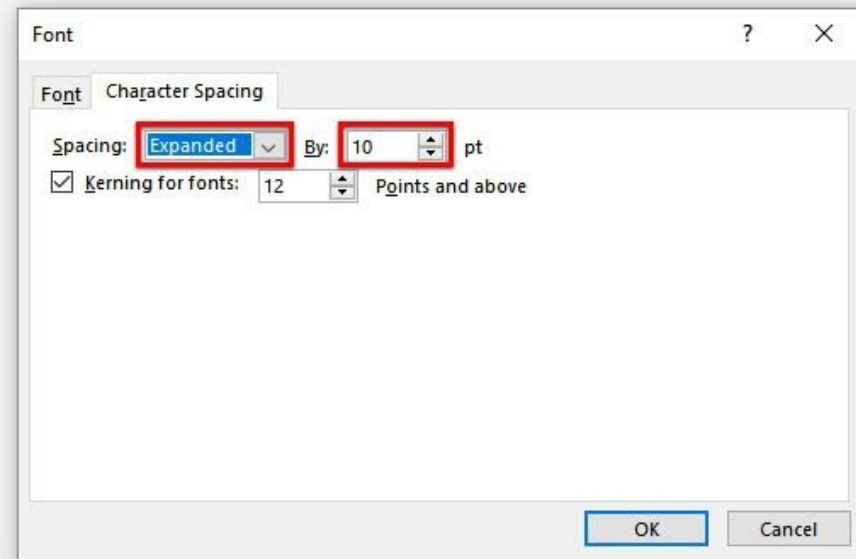 Font ?
Font Character Spacing
Spacing: Expanded By: 10 pt
Kerning for fonts: 12 Points and above
OK Cancel